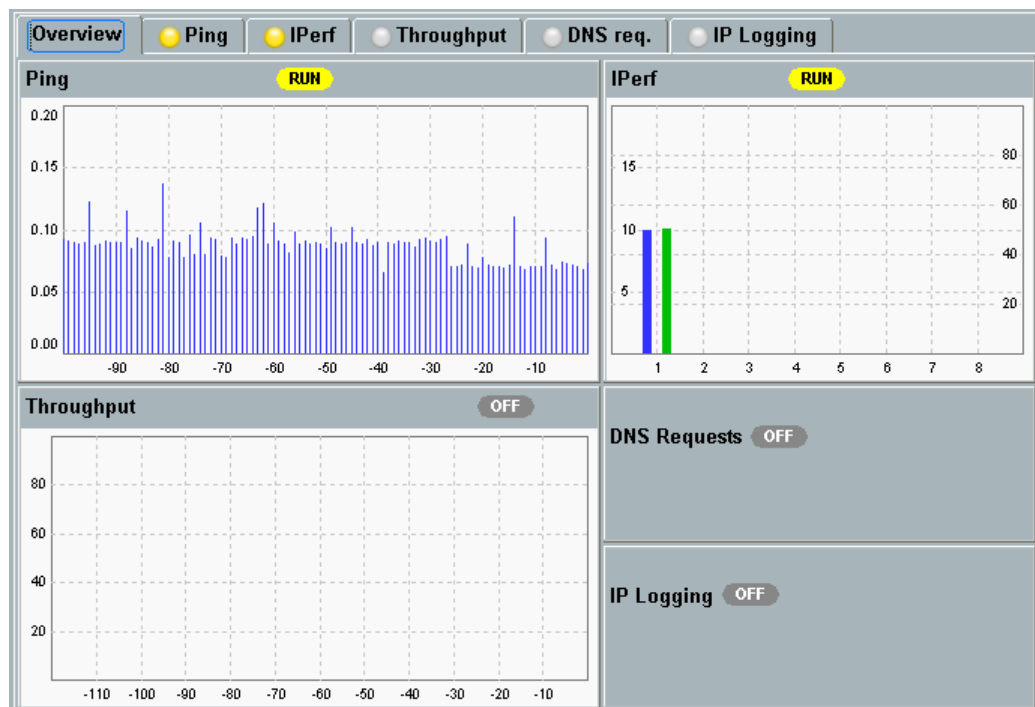 Overview Ping IPerf Throughput DNS req. IP Logging
Ping RUN
0.20
0.15
0.10
0.05
0.00
-90 -80 -70 -60 -50 -40 -30 -20 -10
IPerf RUN
15 80
60
10
40
5
20
1 2 3 4 5 6 7 8
Throughput OFF
80
60
40
20
-110 -100 -90 -80 -70 -60 -50 -40 -30 -20 -10
DNS Requests OFF
IP Logging OFF